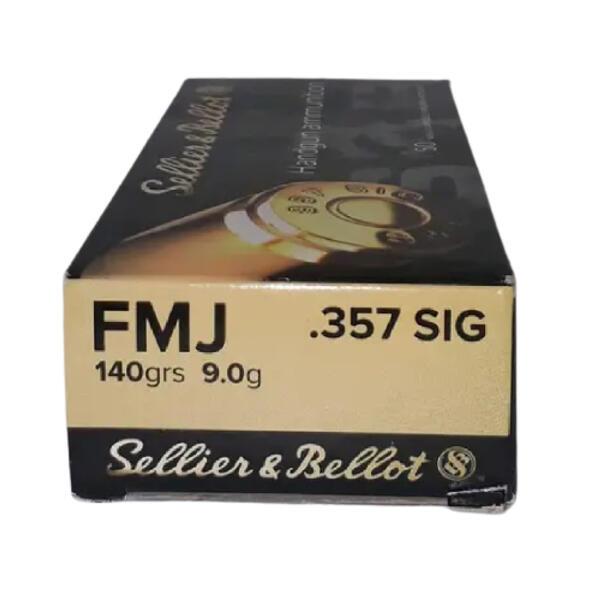 Sellier & Bellot
Handgun ammunition
50
357 SIG
FMJ
.357 SIG
140grs 9.0g
Sellier & Bellot